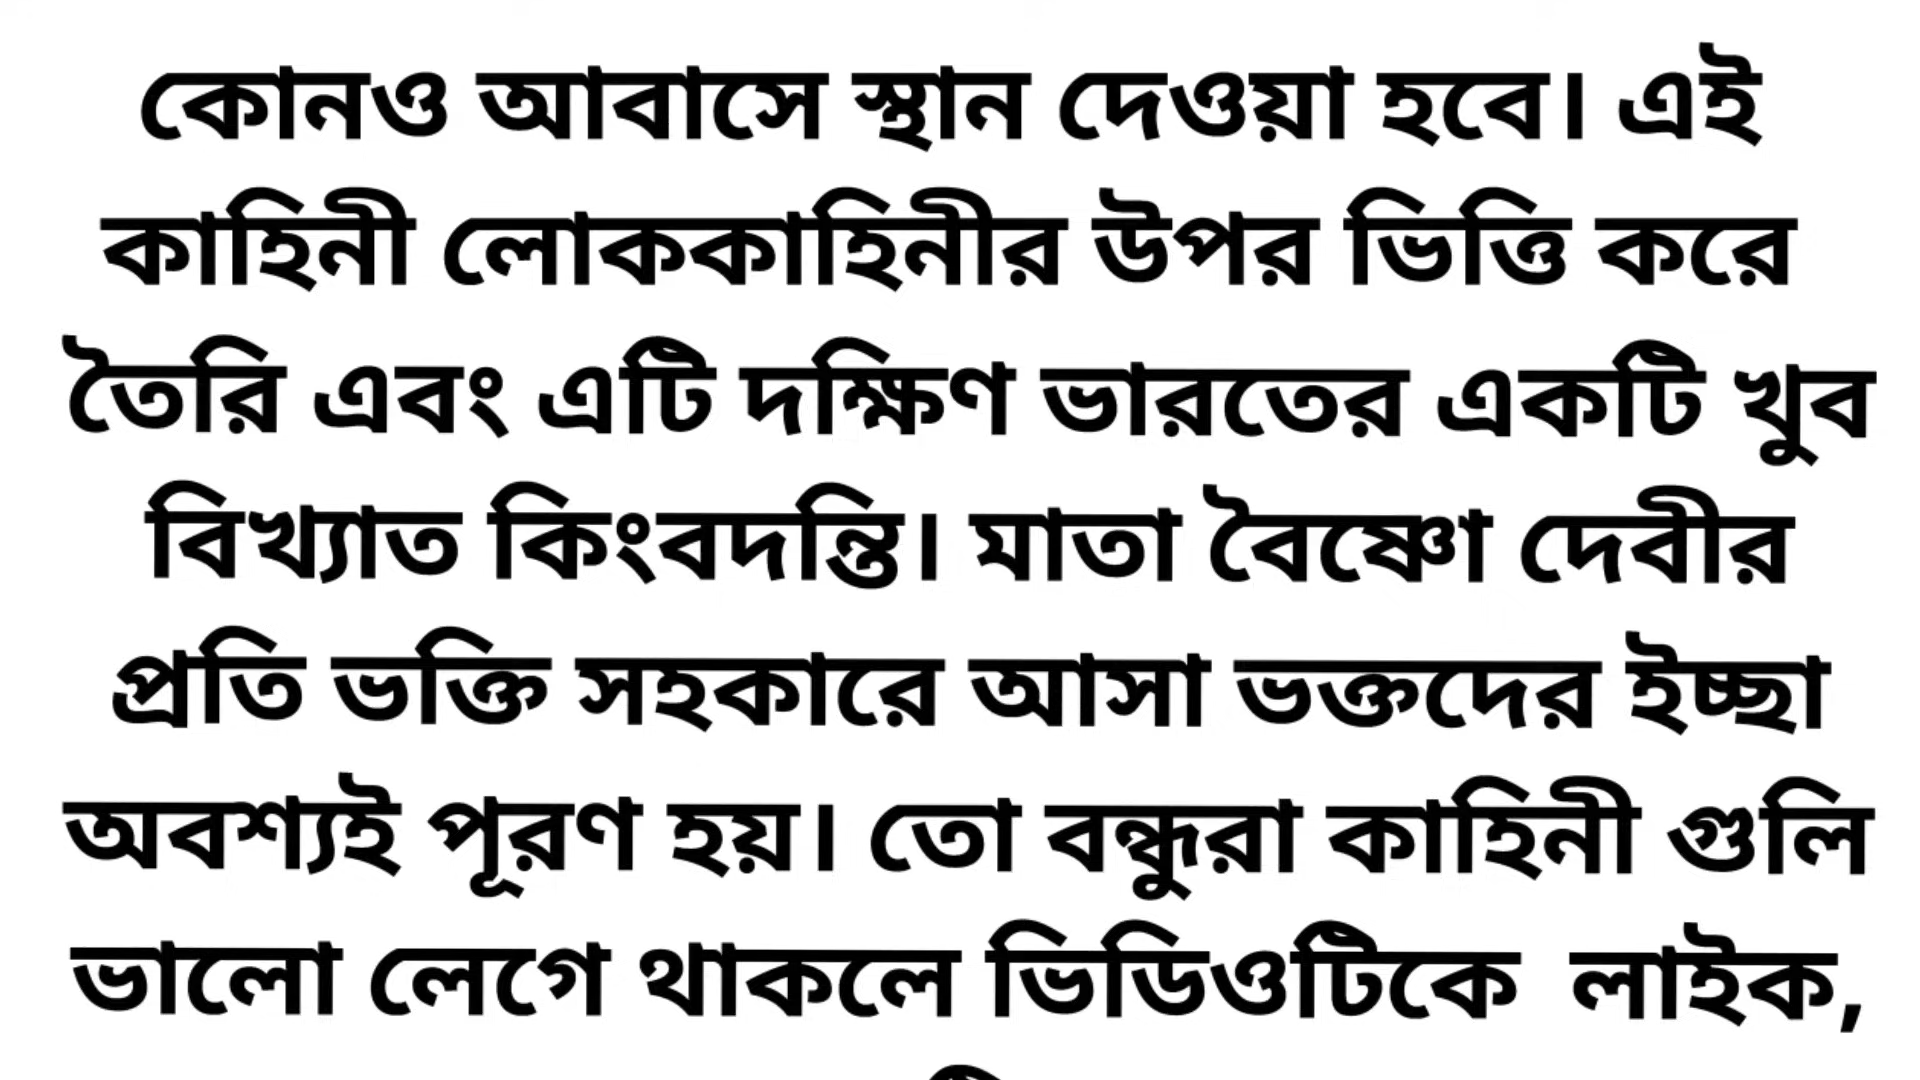 কোনও আবাসে স্থান দেওয়া হবে। এই
কাহিনী লোককাহিনীর উপর ভিত্তি করে
তৈরি এবং এটি দক্ষিণ ভারতের একটি খুব
বিখ্যাত কিংবদন্তি। মাতা বৈষ্ণো দেবীর
প্রতি ভক্তি সহকারে আসা ভক্তদের ইচ্ছা
অবশ্যই পূরণ হয়। তো বন্ধুরা কাহিনী গুলি
ভালো লেগে থাকলে ভিডিওটিকে লাইক,